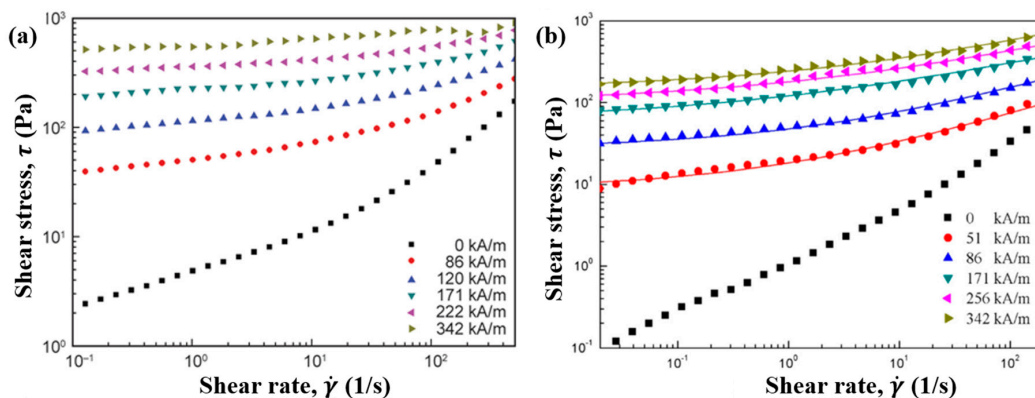 (a)
Shear stress, τ (Pa)
10³
10²
10¹
10⁰
0 kA/m
86 kA/m
120 kA/m
171 kA/m
222 kA/m
342 kA/m
10⁻¹
10⁰
10¹
10²
Shear rate, γ̇ (1/s)
(b)
Shear stress, τ (Pa)
10³
10²
10¹
10⁰
10⁻¹
0 kA/m
51 kA/m
86 kA/m
171 kA/m
256 kA/m
342 kA/m
10⁻¹
10⁰
10¹
10²
Shear rate, γ̇ (1/s)